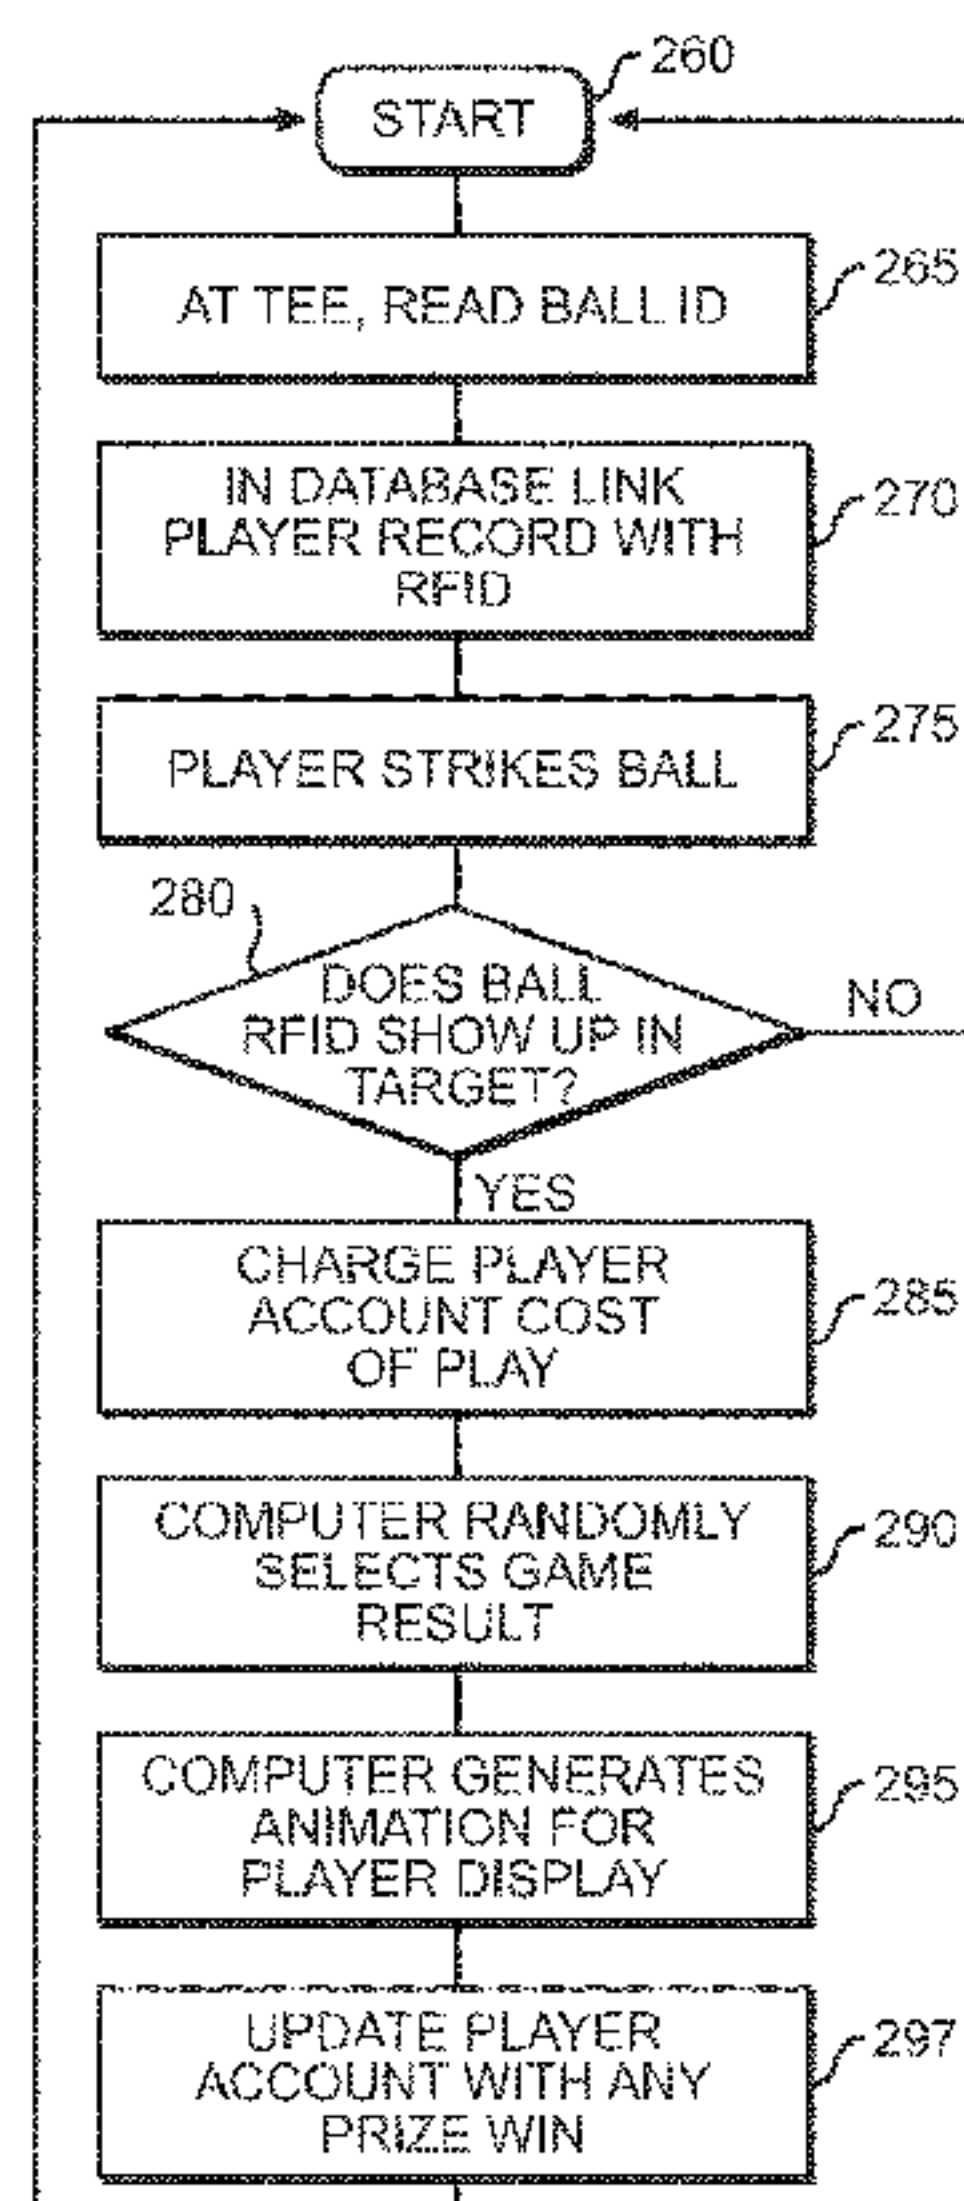 260
START
265
AT TEE, READ BALL ID
270
IN DATABASE LINK
PLAYER RECORD WITH
RFID
275
PLAYER STRIKES BALL
280
DOES BALL
RFID SHOW UP IN
TARGET?
NO
YES
CHARGE PLAYER
ACCOUNT COST
OF PLAY
285
COMPUTER RANDOMLY
SELECTS GAME
RESULT
290
COMPUTER GENERATES
ANIMATION FOR
PLAYER DISPLAY
295
UPDATE PLAYER
ACCOUNT WITH ANY
PRIZE WIN
297